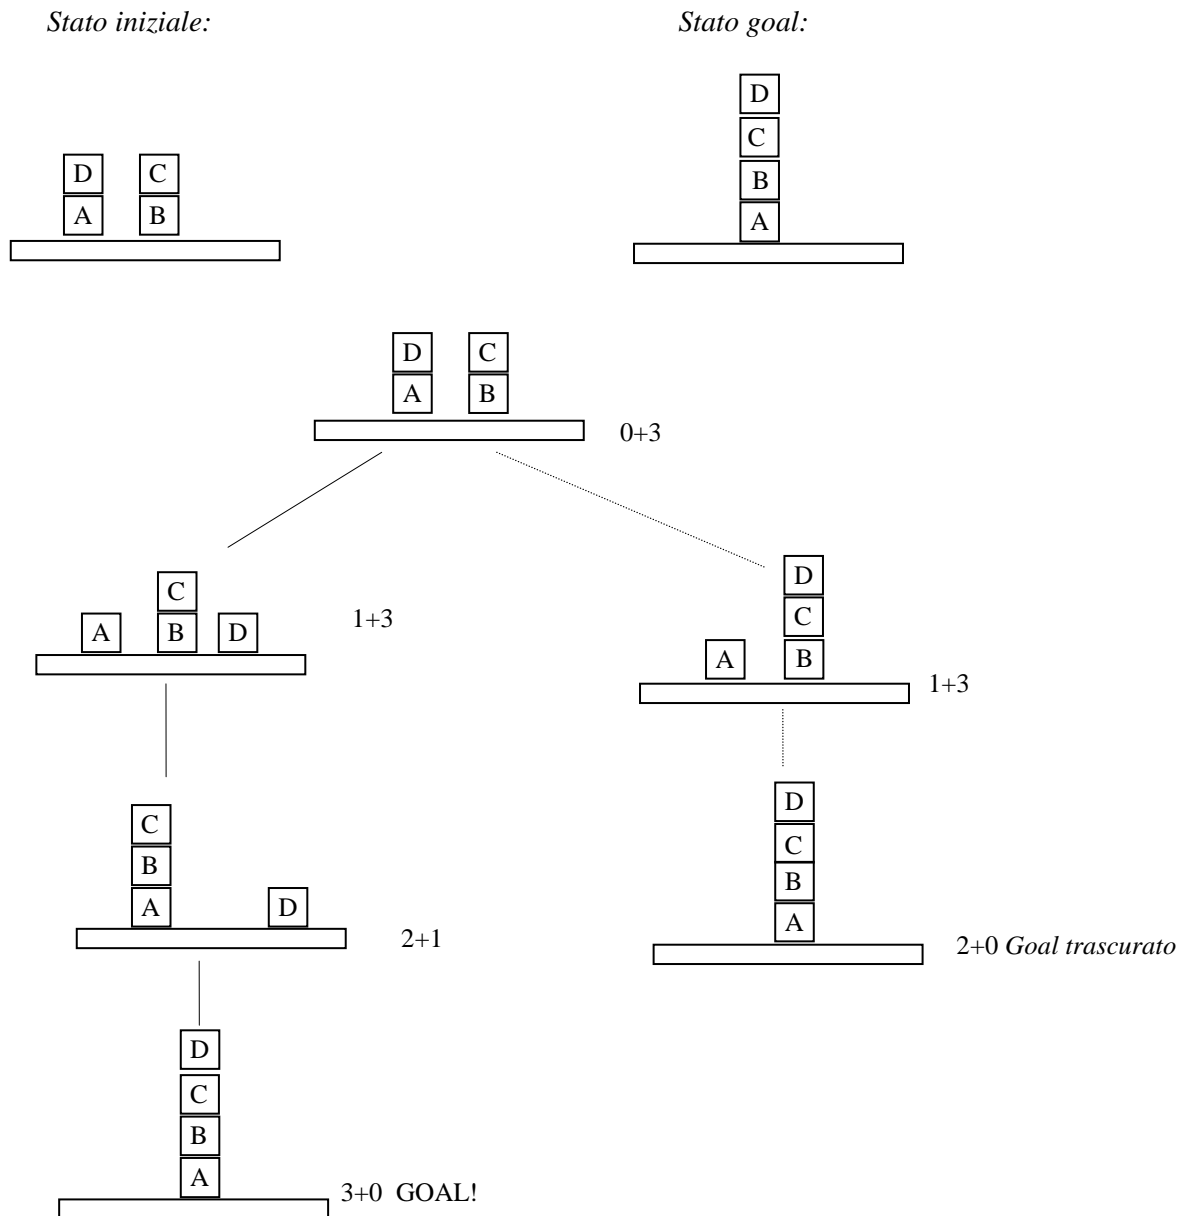 Stato iniziale:
Stato goal:
D
C
B
A
D C
A B
D C
A B
0+3
C
A B D
1+3
D
C
A B
1+3
C
B
A D
2+1
D
C
B
A
2+0 Goal trascurato
D
C
B
A
3+0 GOAL!